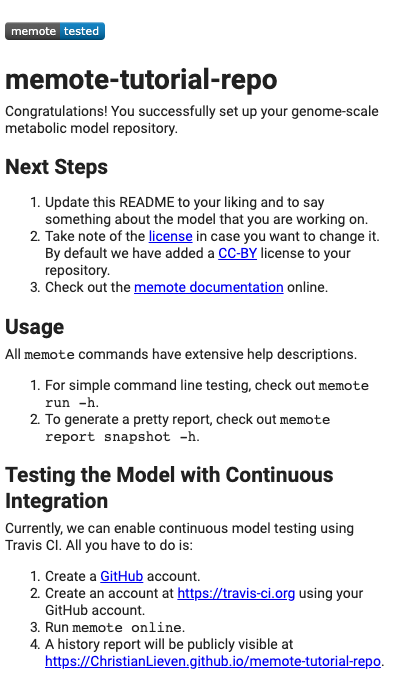 memote tested
memote-tutorial-repo
Congratulations! You successfully set up your genome-scale
metabolic model repository.
Next Steps
1. Update this README to your liking and to say
something about the model that you are working on.
2. Take note of the license in case you want to change it.
By default we have added a CC-BY license to your
repository.
3. Check out the memote documentation online.
Usage
All memote commands have extensive help descriptions.
1. For simple command line testing, check out memote
run -h.
2. To generate a pretty report, check out memote
report snapshot -h.
Testing the Model with Continuous
Integration
Currently, we can enable continuous model testing using
Travis CI. All you have to do is:
1. Create a GitHub account.
2. Create an account at https://travis-ci.org using your
GitHub account.
3. Run memote online.
4. A history report will be publicly visible at
https://ChristianLieven.github.io/memote-tutorial-repo.